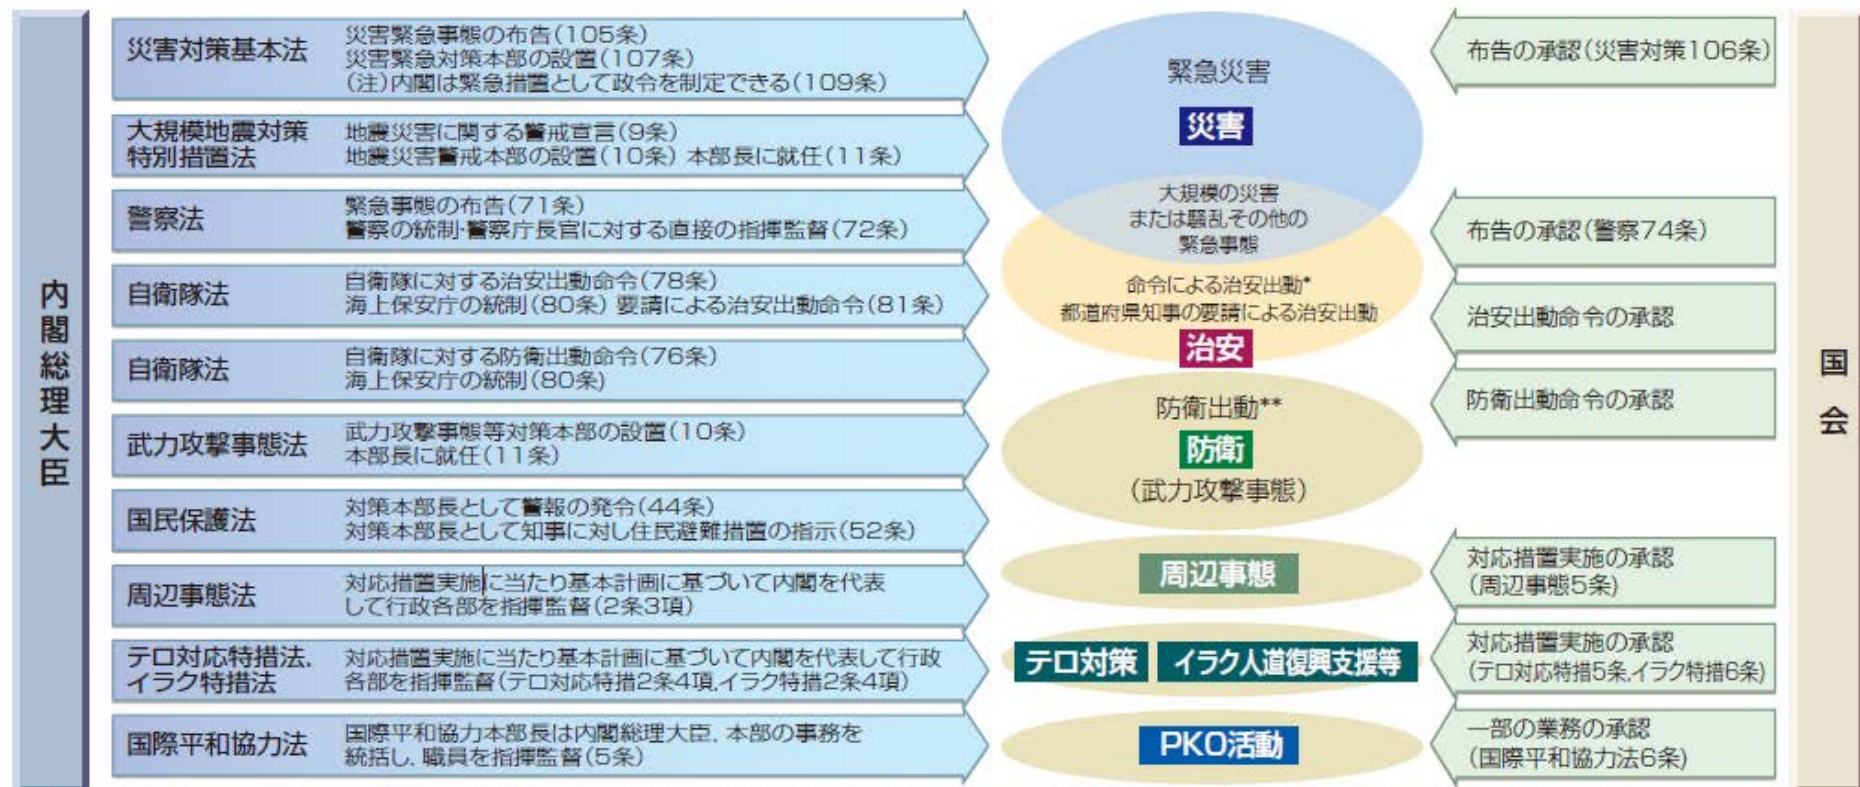 内閣総理大臣
災害対策基本法
災害緊急事態の布告(105条)
災害緊急対策本部の設置(107条)
(注)内閣は緊急措置として政令を制定できる(109条)
大規模地震対策
特別措置法
地震災害に関する警戒宣言(9条)
地震災害警戒本部の設置(10条) 本部長に就任(11条)
警察法
緊急事態の布告(71条)
警察の統制・警察庁長官に対する直接の指揮監督(72条)
自衛隊法
自衛隊に対する治安出動命令(78条)
海上保安庁の統制(80条) 要請による治安出動命令(81条)
自衛隊法
自衛隊に対する防衛出動命令(76条)
海上保安庁の統制(80条)
武力攻撃事態法
武力攻撃事態等対策本部の設置(10条)
本部長に就任(11条)
国民保護法
対策本部長として警報の発令(44条)
対策本部長として知事に対し住民避難措置の指示(52条)
周辺事態法
対応措置実施に当たり基本計画に基づいて内閣を代表
して行政各部を指揮監督(2条3項)
テロ対応特措法,
イラク特措法
対応措置実施に当たり基本計画に基づいて内閣を代表して行政
各部を指揮監督(テロ対応特措2条4項,イラク特措2条4項)
国際平和協力法
国際平和協力本部長は内閣総理大臣, 本部の事務を
統括し, 職員を指揮監督(5条)
緊急災害
災害
大規模の災害
または騒乱その他の
緊急事態
命令による治安出動*
都道府県知事の要請による治安出動
治安
防衛出動**
防衛
(武力攻撃事態)
周辺事態
テロ対策
イラク人道復興支援等
PKO活動
布告の承認(災害対策106条)
布告の承認(警察74条)
治安出動命令の承認
防衛出動命令の承認
対応措置実施の承認
(周辺事態5条)
対応措置実施の承認
(テロ対応特措5条,イラク特措6条)
一部の業務の承認
(国際平和協力法6条)
国会